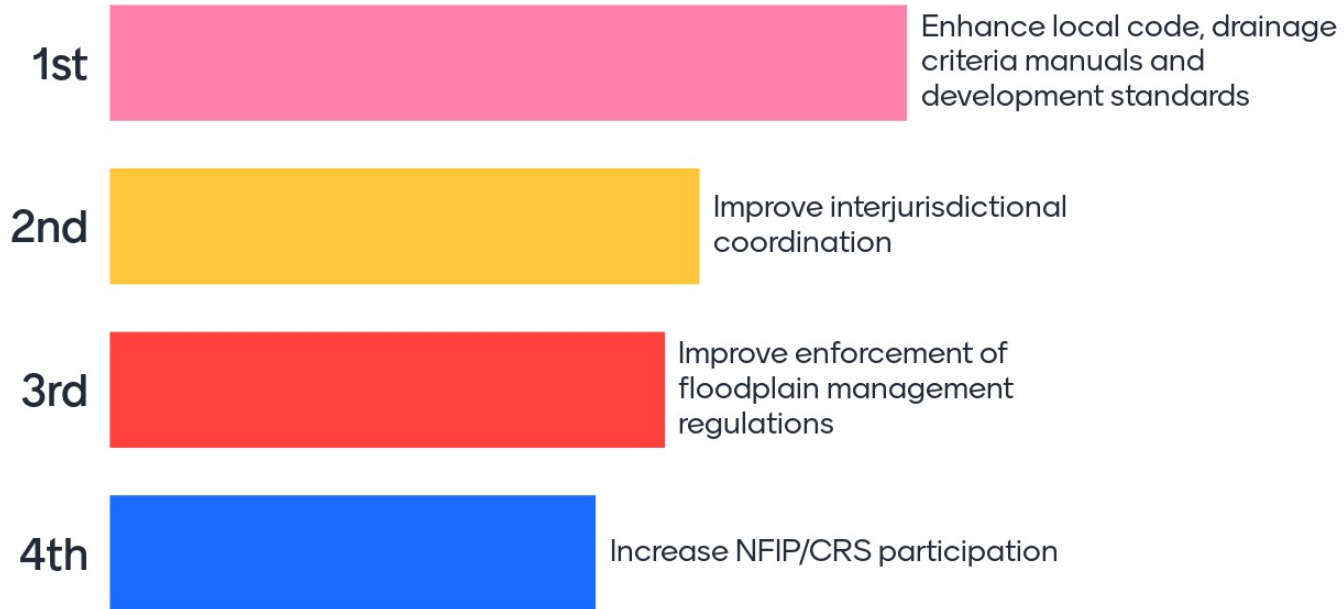 1st
Enhance local code, drainage
criteria manuals and
development standards
2nd
Improve interjurisdictional
coordination
3rd
Improve enforcement of
floodplain management
regulations
4th
Increase NFIP/CRS participation